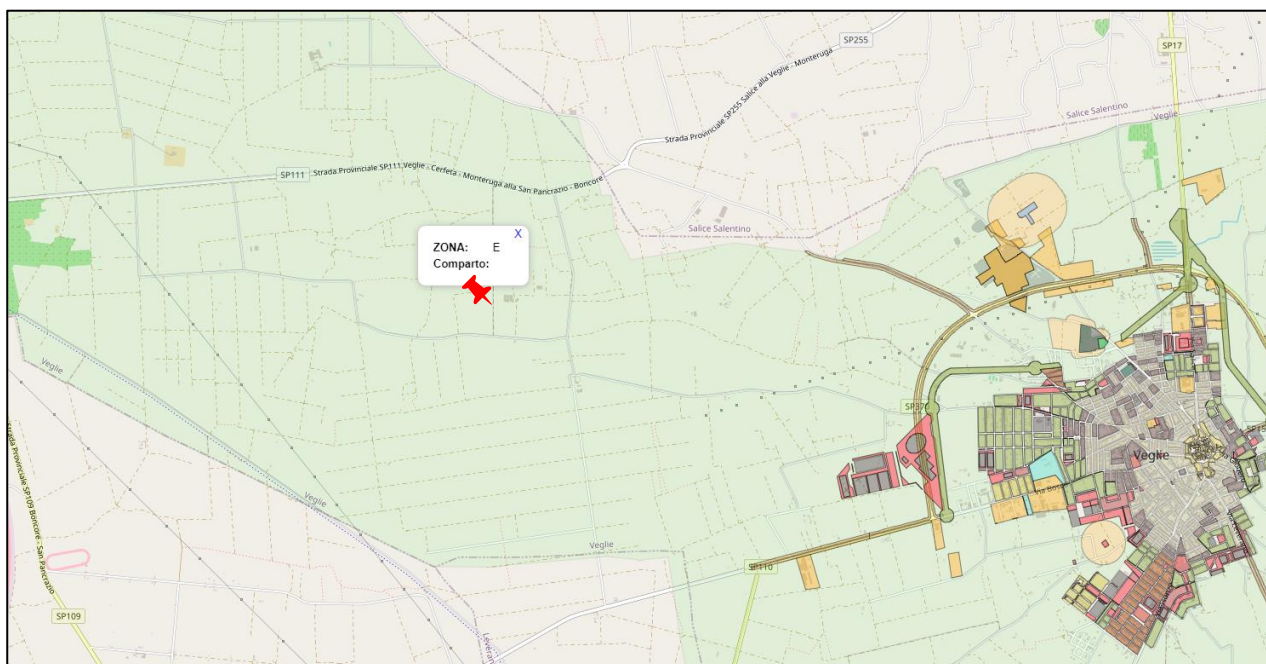 SP255
SP17
Strada Provinciale SP255 Salice alla Veglie - Monteruga
Salice Salentino
Veglie
SP111
Strada Provinciale SP111 Veglie - Cerfeta - Monteruga alla San Pancrazio - Boncore
Salice Salentino
X
ZONA: E
Comparto:
Veglie
SP370
Veglie
Veglie
Veglie
Strada Provinciale SP109 Boncore - San Pancrazio
SP110
SP109